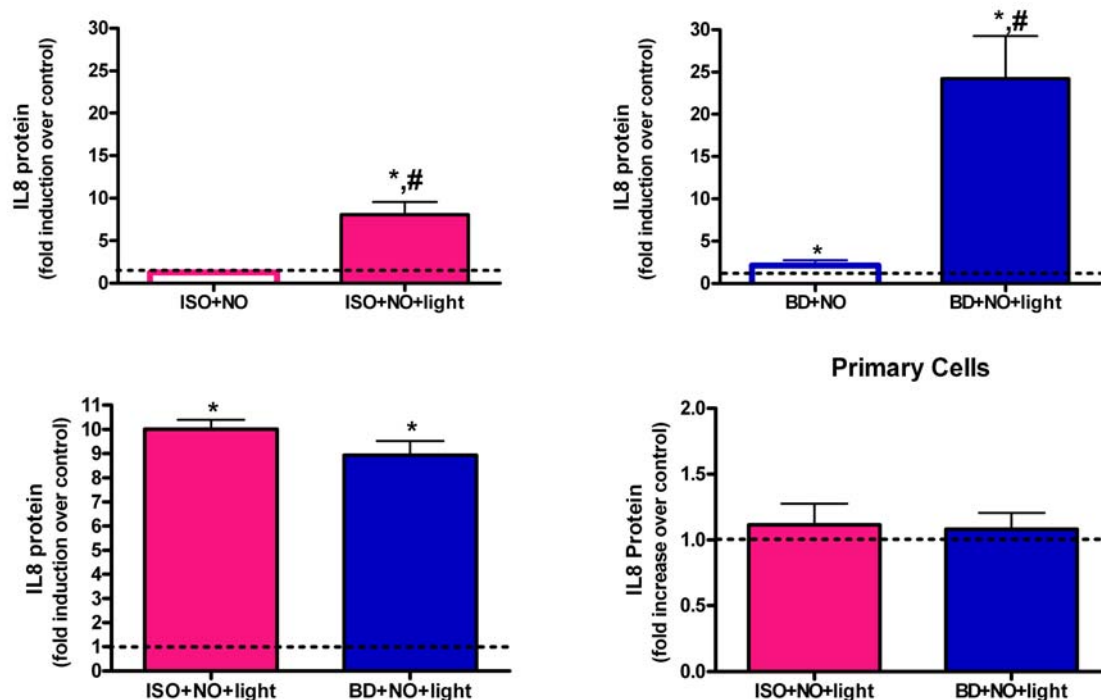 IL8 protein
(fold induction over control)
30
25
20
15
10
5
0
*,#
ISO+NO
ISO+NO+light
IL8 protein
(fold induction over control)
30
25
20
15
10
5
0
*
*,#
BD+NO
BD+NO+light
IL8 protein
(fold induction over control)
11
10
9
8
7
6
5
4
3
2
1
0
*
*
ISO+NO+light
BD+NO+light
Primary Cells
IL8 Protein
(fold increase over control)
2.0
1.5
1.0
0.5
0.0
ISO+NO+light
BD+NO+light